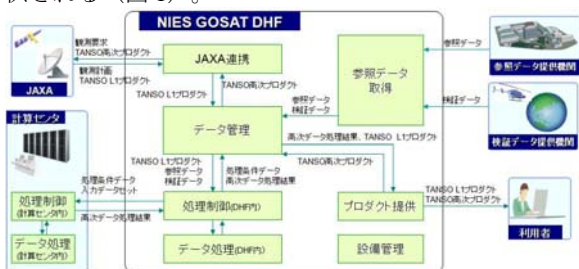 供される（図2）。
NIES GOSAT DHF
観測要求
TANSO高次プロダクト
観測計画
TANSO L1プロダクト
JAXA
JAXA連携
TANSO L1プロダクト
TANSO高次プロダクト
参照データ
取得
参照データ
参照データ提供機関
検証データ
検証データ提供機関
参照データ
検証データ
データ管理
高次データ処理結果、TANSO L1プロダクト
TANSO高次プロダクト
計算センタ
処理条件データ
入力データセット
TANSO L1プロダクト
参照データ
検証データ
処理条件データ
高次データ処理結果
処理制御
(計算センタ内)
高次データ処理結果
処理制御(DHF内)
プロダクト提供
TANSO L1プロダクト
TANSO高次プロダクト
利用者
データ処理
(計算センタ内)
データ処理(DHF内)
設備管理